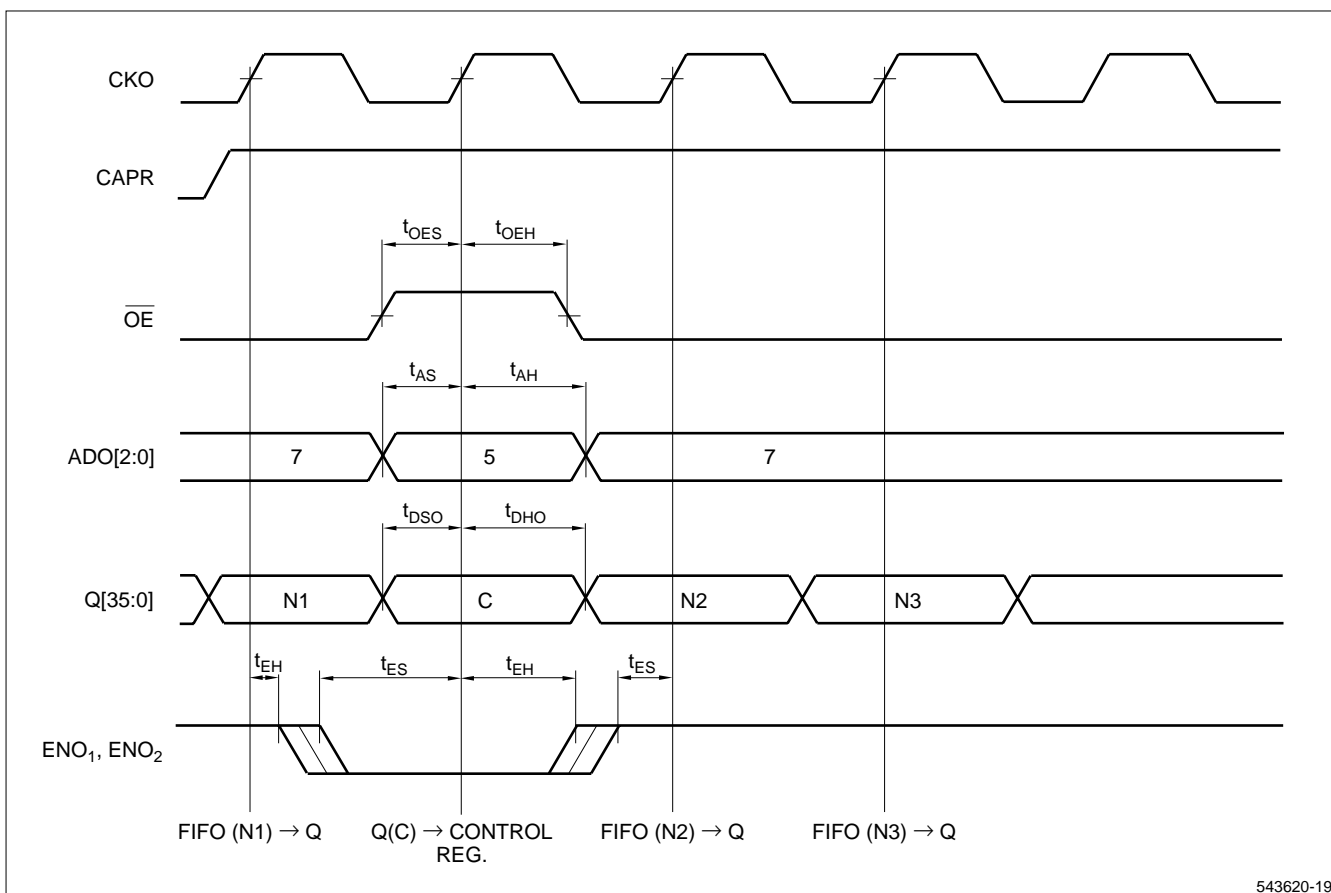 CKO
CAPR
tOES tOEH
OE
tAS tAH
ADO[2:0] 7 5 7
tDSO tDHO
Q[35:0] N1 C N2 N3
tEH tES tEH tES
ENO1, ENO2
FIFO (N1) → Q Q(C) → CONTROL REG. FIFO (N2) → Q FIFO (N3) → Q
543620-19